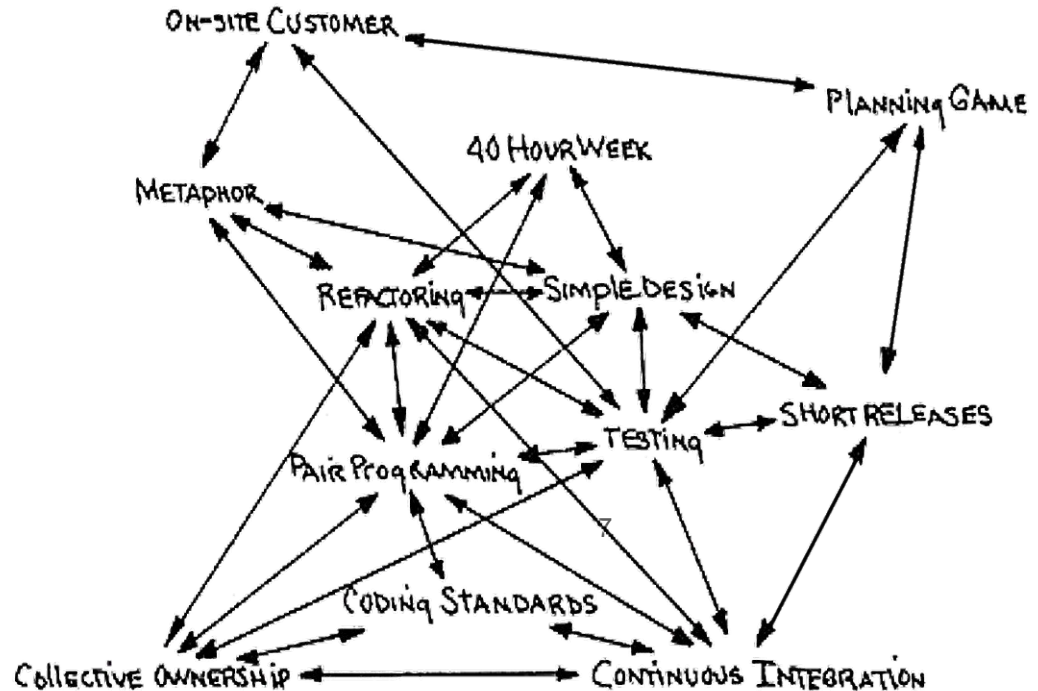 ON-SITE CUSTOMER
PLANNING GAME
40 HOUR WEEK
METAPHOR
REFACTORING
SIMPLE DESIGN
SHORT RELEASES
TESTING
PAIR PROGRAMMING
7
CODING STANDARDS
COLLECTIVE OWNERSHIP
CONTINUOUS INTEGRATION